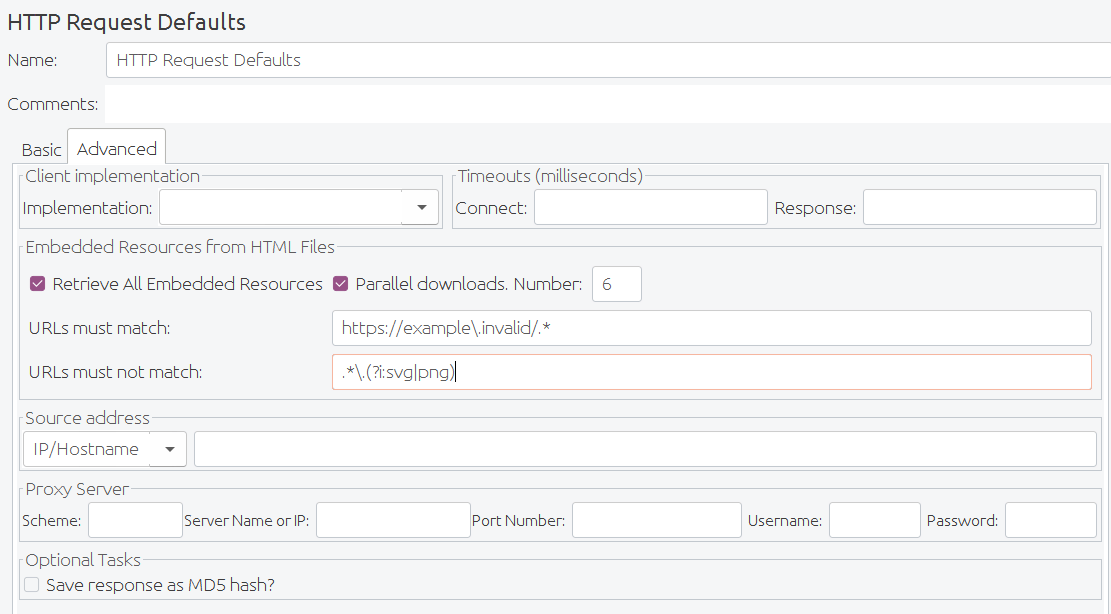 HTTP Request Defaults
Name: HTTP Request Defaults
Comments:
Basic Advanced
Client implementation Timeouts (milliseconds)
Implementation: Connect: Response:
Embedded Resources from HTML Files
Retrieve All Embedded Resources Parallel downloads. Number: 6
URLs must match: https://example\.invalid/.*
URLs must not match: .*\.(?i:svg|png)
Source address
IP/Hostname
Proxy Server
Scheme: Server Name or IP: Port Number: Username: Password:
Optional Tasks
Save response as MD5 hash?